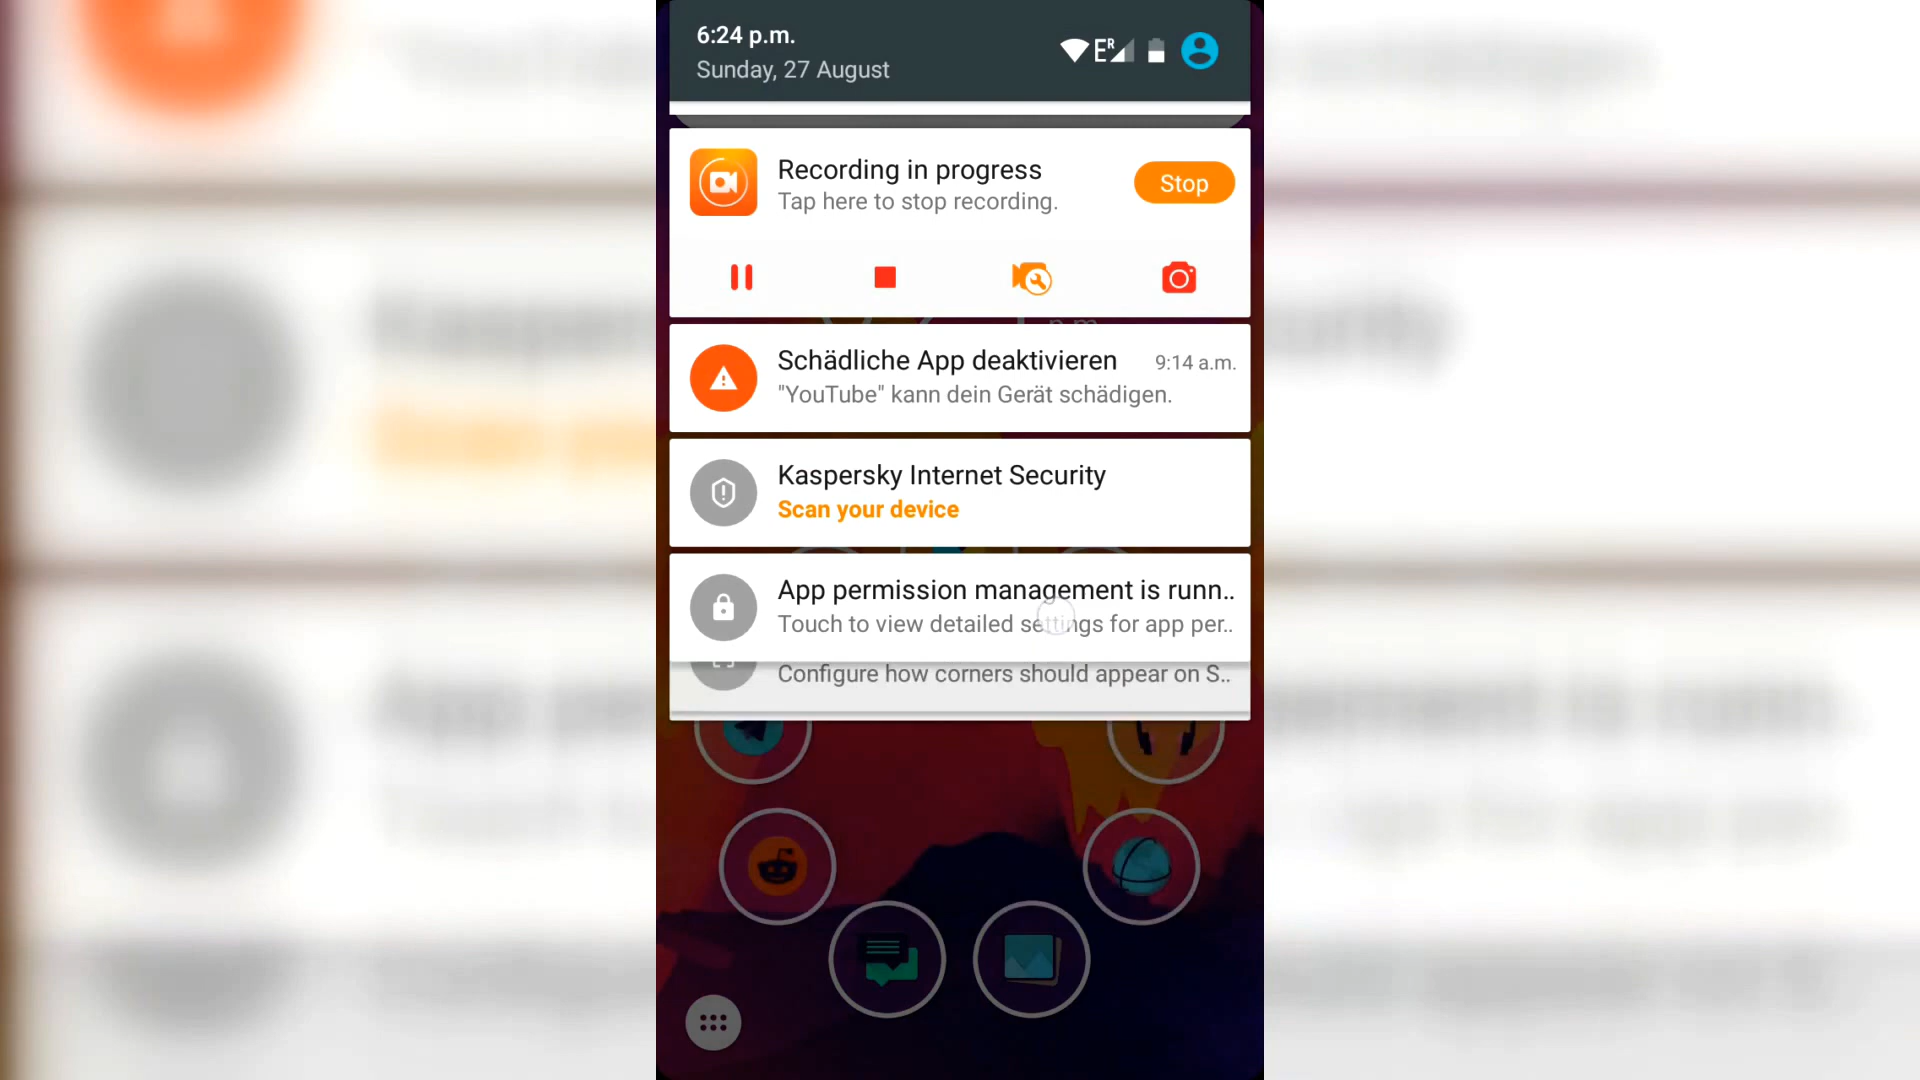 6:24 p.m.
Sunday, 27 August
E R
Recording in progress
Tap here to stop recording.
Stop
p.m.
Schädliche App deaktivieren
9:14 a.m.
"YouTube" kann dein Gerät schädigen.
Kaspersky Internet Security
Scan your device
App permission management is runn..
Touch to view detailed settings for app per..
Configure how corners should appear on S..